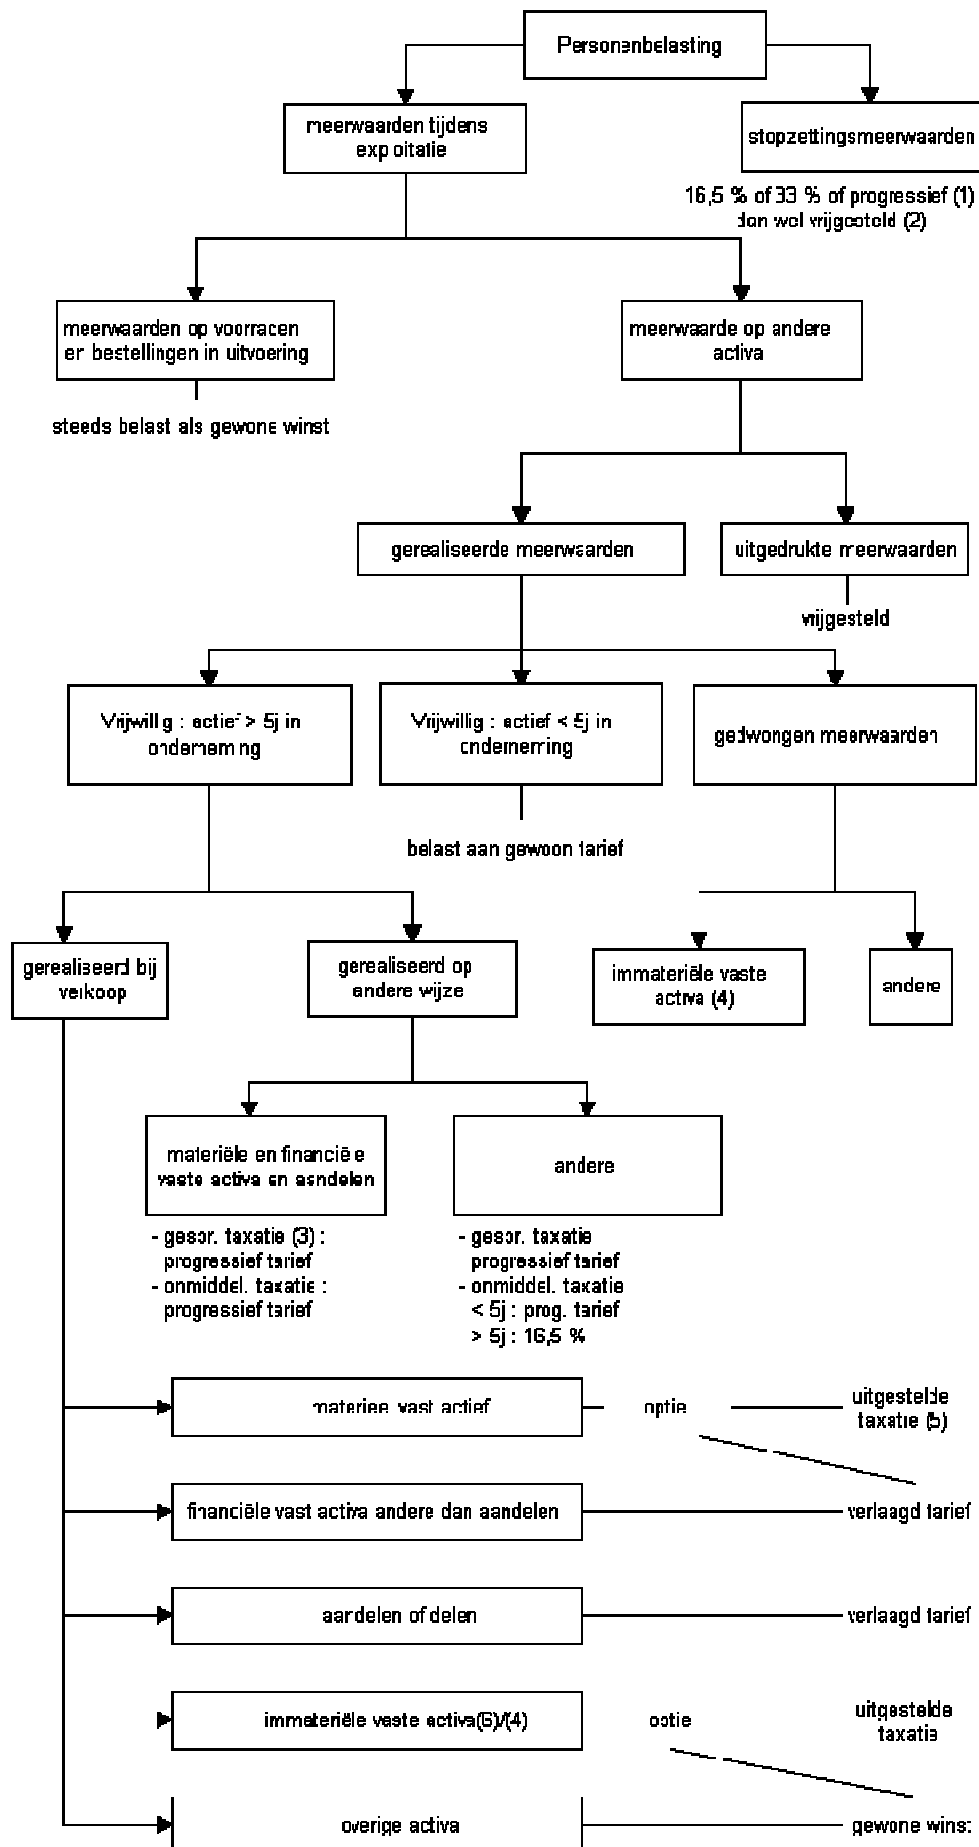 Personenbelasting
meerwaarden tijdens
exploitatie
stopzettingsmeerwaarden
16,5 % of 33 % of progressief (1)
dan wel vrijgesteld (2)
meerwaarden op voorraden
en bestellingen in uitvoering
meerwaarde op andere
activa
steeds belast als gewone winst
gerealiseerde meerwaarden
uitgedrukte meerwaarden
vrijgesteld
Vrijwillig : actief > 5j in
onderneming
Vrijwillig : actief < 5j in
onderneming
gedwongen meerwaarden
belast aan gewoon tarief
gerealiseerd bij
verkoop
gerealiseerd op
andere wijze
immateriële vaste
activa (4)
andere
materiële en financiële
vaste activa en aandelen
andere
- gespr. taxatie (3) :
progressief tarief
- onmiddel. taxatie :
progressief tarief
- gespr. taxatie
progressief tarief
- onmiddel. taxatie
< 5j : prog. tarief
> 5j : 16,5 %
materiee vast actief
optie
uitgestelde
taxatie (5)
financiële vast activa andere dan aandelen
verlaagd tarief
aandelen of delen
verlaagd tarief
immateriële vaste activa(6)/(4)
optie
uitgestelde
taxatie
overige activa
gewone winst